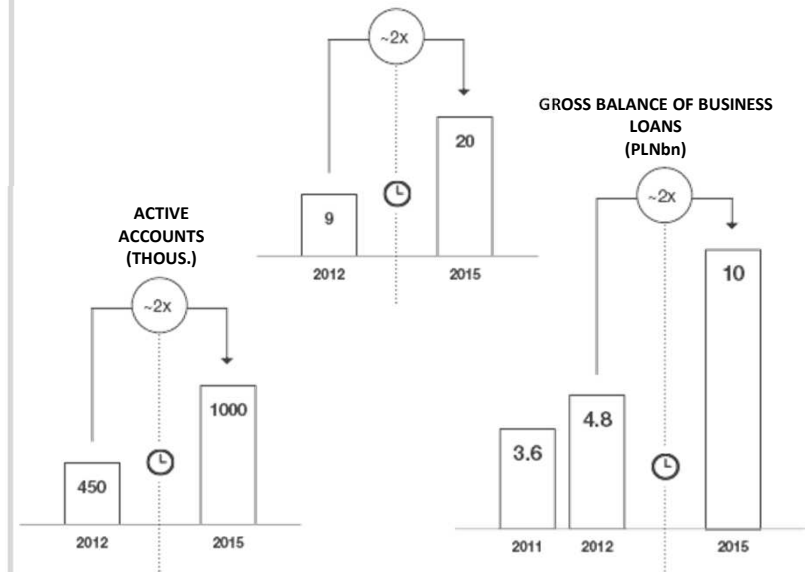 ~2x
20
9
2012 2015
ACTIVE
ACCOUNTS
(THOUS.)
~2x
1000
450
2012 2015
GROSS BALANCE OF BUSINESS
LOANS
(PLNbn)
~2x
10
4.8
3.6
2011 2012 2015